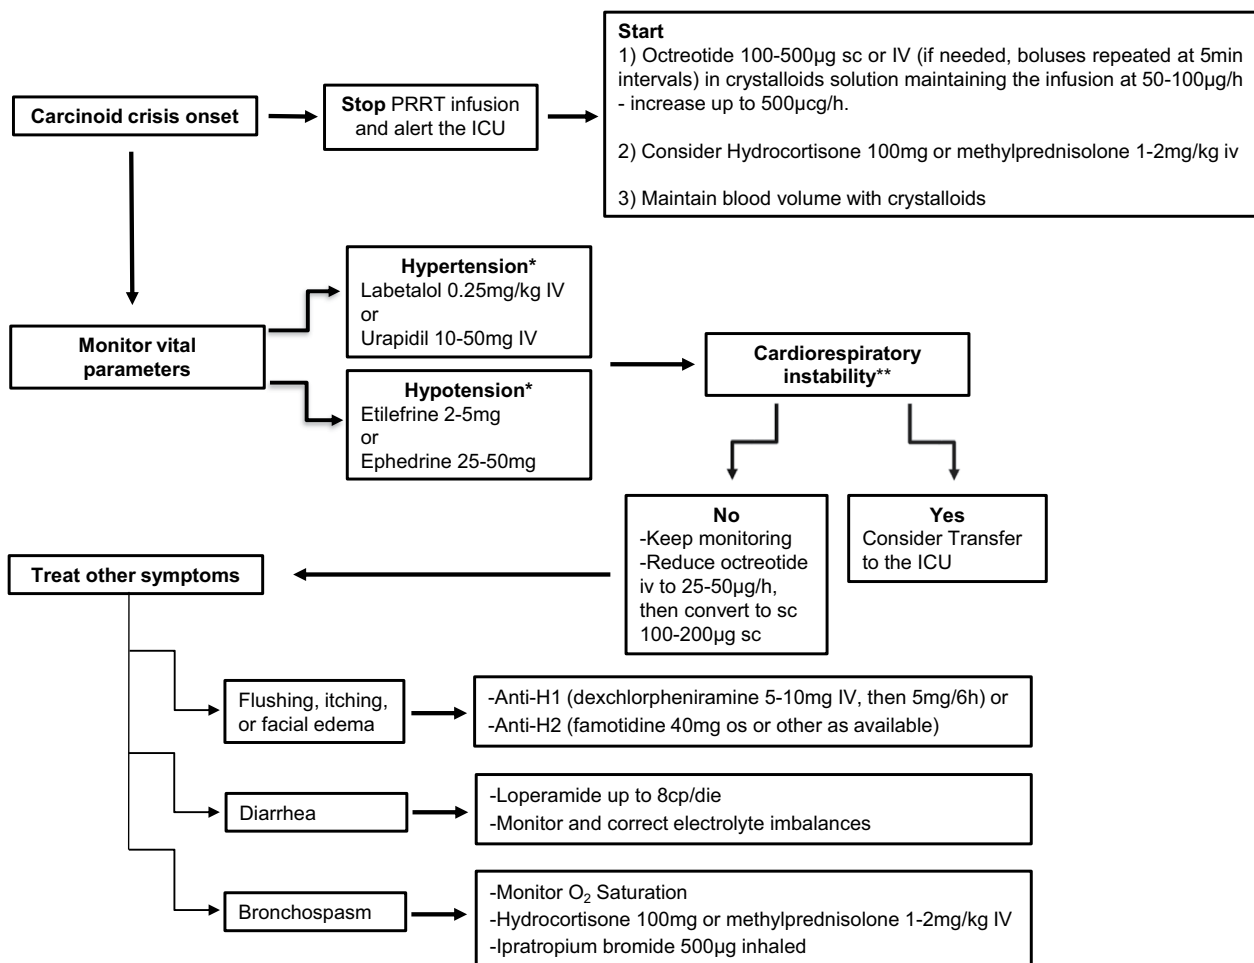 Carcinoid crisis onset
Stop PRRT infusion
and alert the ICU
Start
1) Octreotide 100-500µg sc or IV (if needed, boluses repeated at 5min
intervals) in crystalloids solution maintaining the infusion at 50-100µg/h
- increase up to 500µcg/h.
2) Consider Hydrocortisone 100mg or methylprednisolone 1-2mg/kg iv
3) Maintain blood volume with crystalloids
Monitor vital
parameters
Hypertension*
Labetalol 0.25mg/kg IV
or
Urapidil 10-50mg IV
Hypotension*
Etilefrine 2-5mg
or
Ephedrine 25-50mg
Cardiorespiratory
instability**
No
-Keep monitoring
-Reduce octreotide
iv to 25-50µg/h,
then convert to sc
100-200µg sc
Yes
Consider Transfer
to the ICU
Treat other symptoms
Flushing, itching,
or facial edema
-Anti-H1 (dexchlorpheniramine 5-10mg IV, then 5mg/6h) or
-Anti-H2 (famotidine 40mg os or other as available)
Diarrhea
-Loperamide up to 8cp/die
-Monitor and correct electrolyte imbalances
Bronchospasm
-Monitor O₂ Saturation
-Hydrocortisone 100mg or methylprednisolone 1-2mg/kg IV
-Ipratropium bromide 500µg inhaled